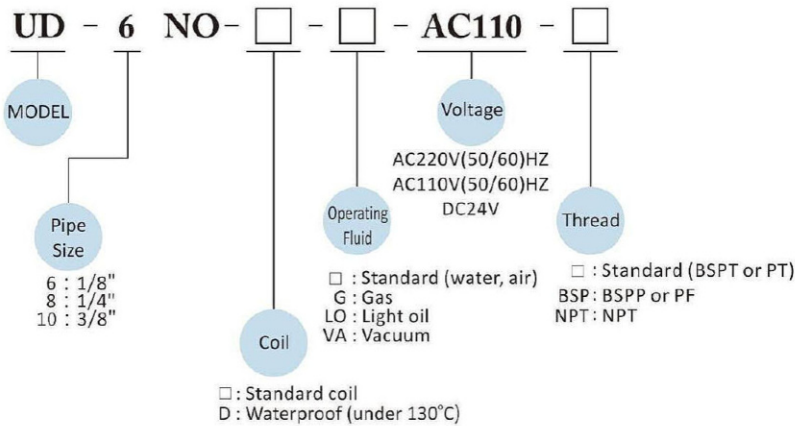 UD - 6 NO - □ - □ - AC110 - □
MODEL
Voltage
AC220V(50/60)HZ
AC110V(50/60)HZ
DC24V
Pipe
Size
6 : 1/8"
8 : 1/4"
10 : 3/8"
Operating
Fluid
□ : Standard (water, air)
G : Gas
LO : Light oil
VA : Vacuum
Thread
□ : Standard (BSPT or PT)
BSP : BSPP or PF
NPT : NPT
Coil
□ : Standard coil
D : Waterproof (under 130°C)